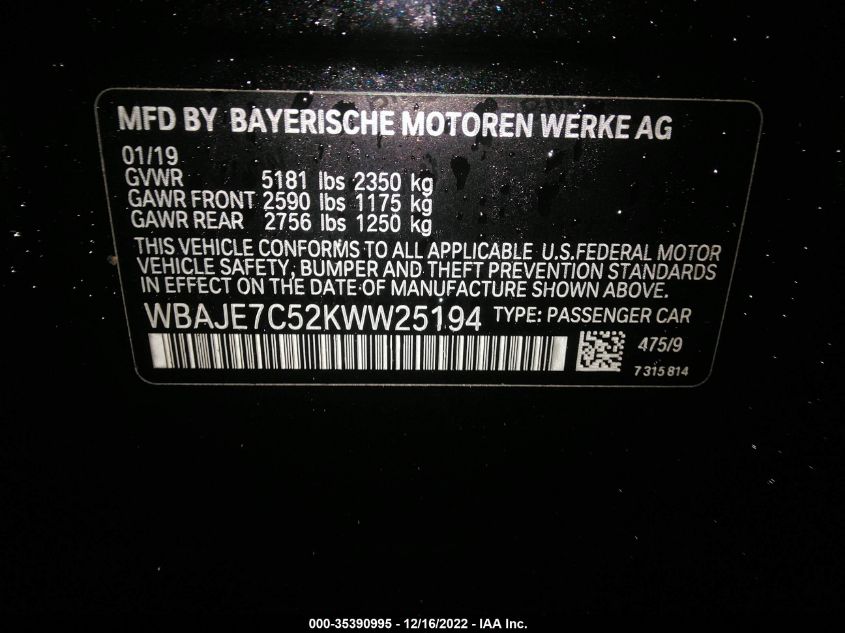 MFD BY BAYERISCHE MOTOREN WERKE AG
01/19
GVWR 5181 lbs 2350 kg
GAWR FRONT 2590 lbs 1175 kg
GAWR REAR 2756 lbs 1250 kg
THIS VEHICLE CONFORMS TO ALL APPLICABLE U.S.FEDERAL MOTOR
VEHICLE SAFETY, BUMPER AND THEFT PREVENTION STANDARDS
IN EFFECT ON THE DATE OF MANUFACTURE SHOWN ABOVE.
WBAJE7C52KWW25194 TYPE: PASSENGER CAR
475/9
7315814
000-35390995 - 12/16/2022 - IAA Inc.